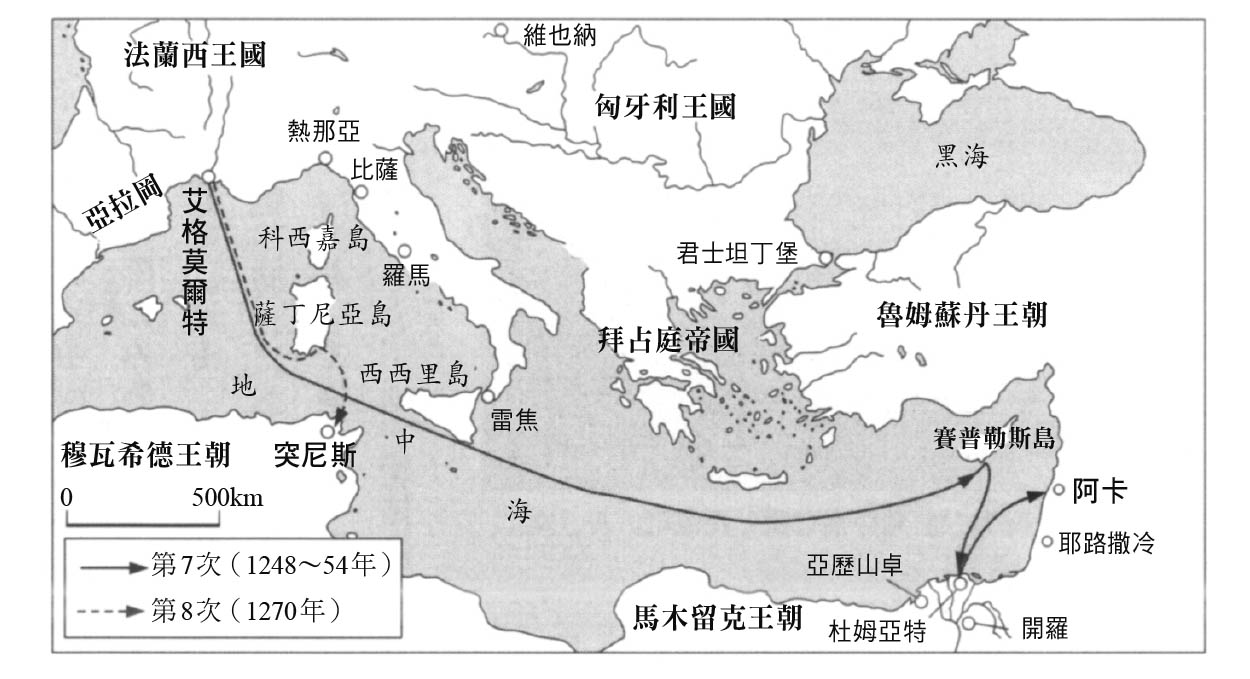 維也納
法蘭西王國
匈牙利王國
熱那亞
比薩
黑海
亞拉岡
艾格莫爾特
科西嘉島
羅馬
君士坦丁堡
薩丁尼亞島
魯姆蘇丹王朝
拜占庭帝國
西西里島
地
中
海
雷焦
賽普勒斯島
穆瓦希德王朝
突尼斯
阿卡
0 500km
耶路撒冷
第7次（1248～54年）
亞歷山卓
第8次（1270年）
馬木留克王朝
杜姆亞特
開羅